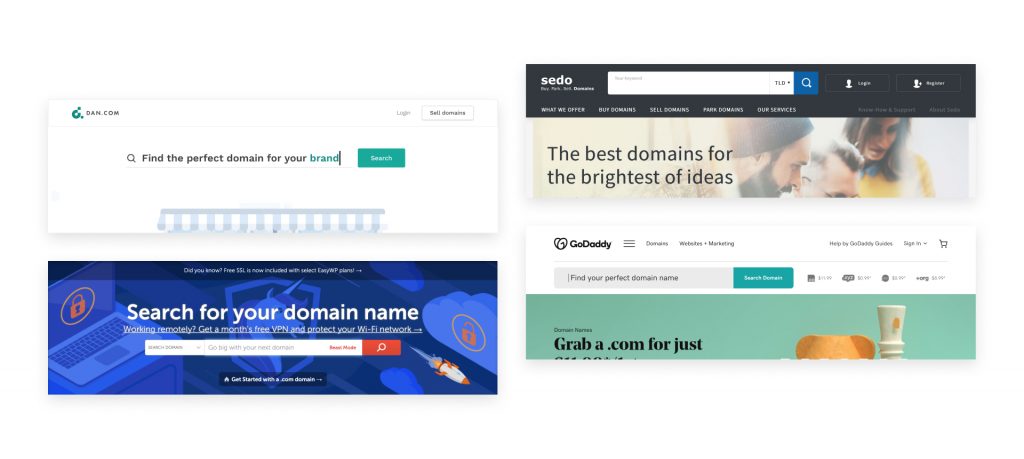 DAN.COM
Login
Sell domains
Find the perfect domain for your brand
Search
Did you know? Free SSL is now included with select EasyWP plans! →
Search for your domain name
Working remotely? Get a month's free VPN and protect your Wi-Fi network →
SEARCH DOMAIN
Go big with your next domain
Beast Mode
Get Started with a .com domain →
sedo
Buy. Park. Sell. Domains
Your keyword
TLD
Login
Register
WHAT WE OFFER
BUY DOMAINS
SELL DOMAINS
PARK DOMAINS
OUR SERVICES
Know-How & Support
About Sedo
The best domains for
the brightest of ideas
GoDaddy
Domains
Websites + Marketing
Help by GoDaddy Guides
Sign In
Find your perfect domain name
Search Domain
$11.99
.xyz
$0.99*
$0.99*
.org
$8.99*
Domain Names
Grab a .com for just